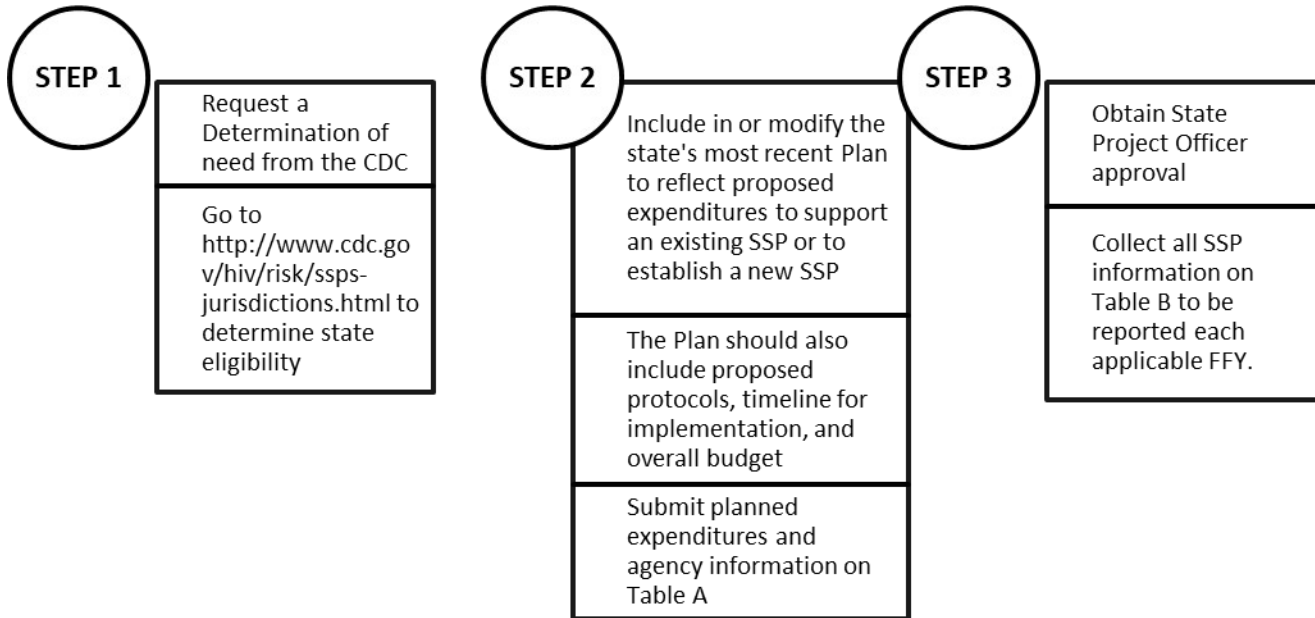 STEP 1
Request a
Determination of
need from the CDC
Go to
http://www.cdc.go
v/hiv/risk/ssps-
jurisdictions.html to
determine state
eligibility
STEP 2
Include in or modify the
state's most recent Plan
to reflect proposed
expenditures to support
an existing SSP or to
establish a new SSP
The Plan should also
include proposed
protocols, timeline for
implementation, and
overall budget
Submit planned
expenditures and
agency information on
Table A
STEP 3
Obtain State
Project Officer
approval
Collect all SSP
information on
Table B to be
reported each
applicable FFY.